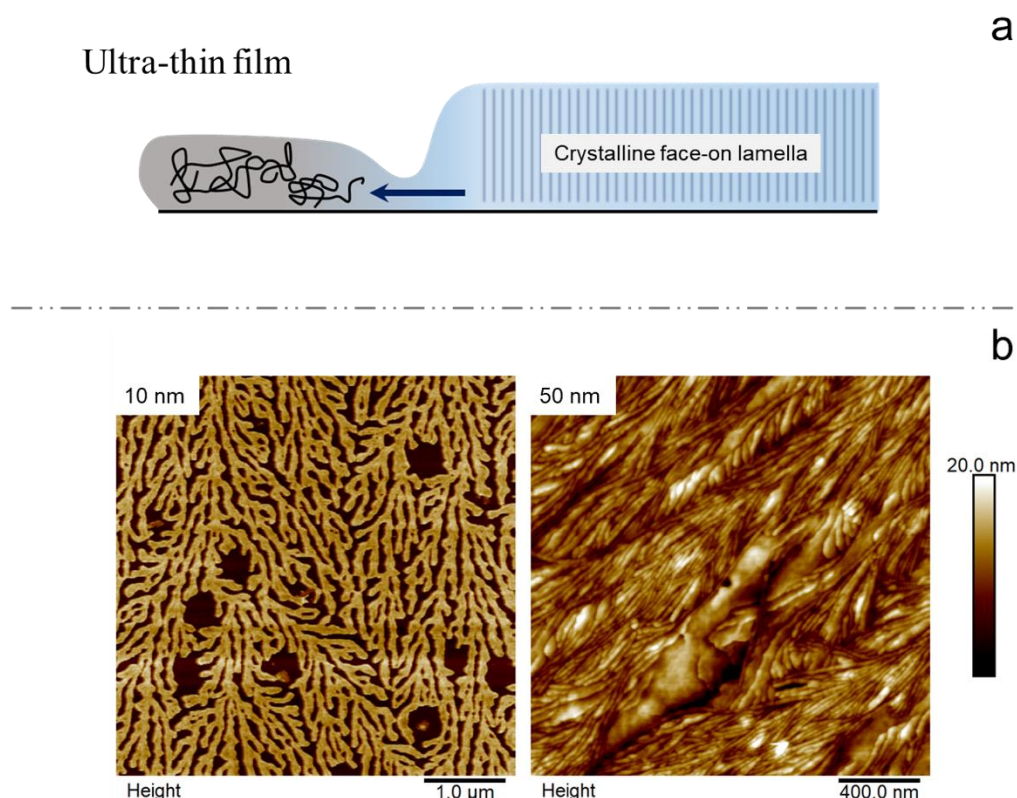 a
Ultra-thin film
Crystalline face-on lamella
b
10 nm
50 nm
20.0 nm
Height
1.0 µm
Height
400.0 nm